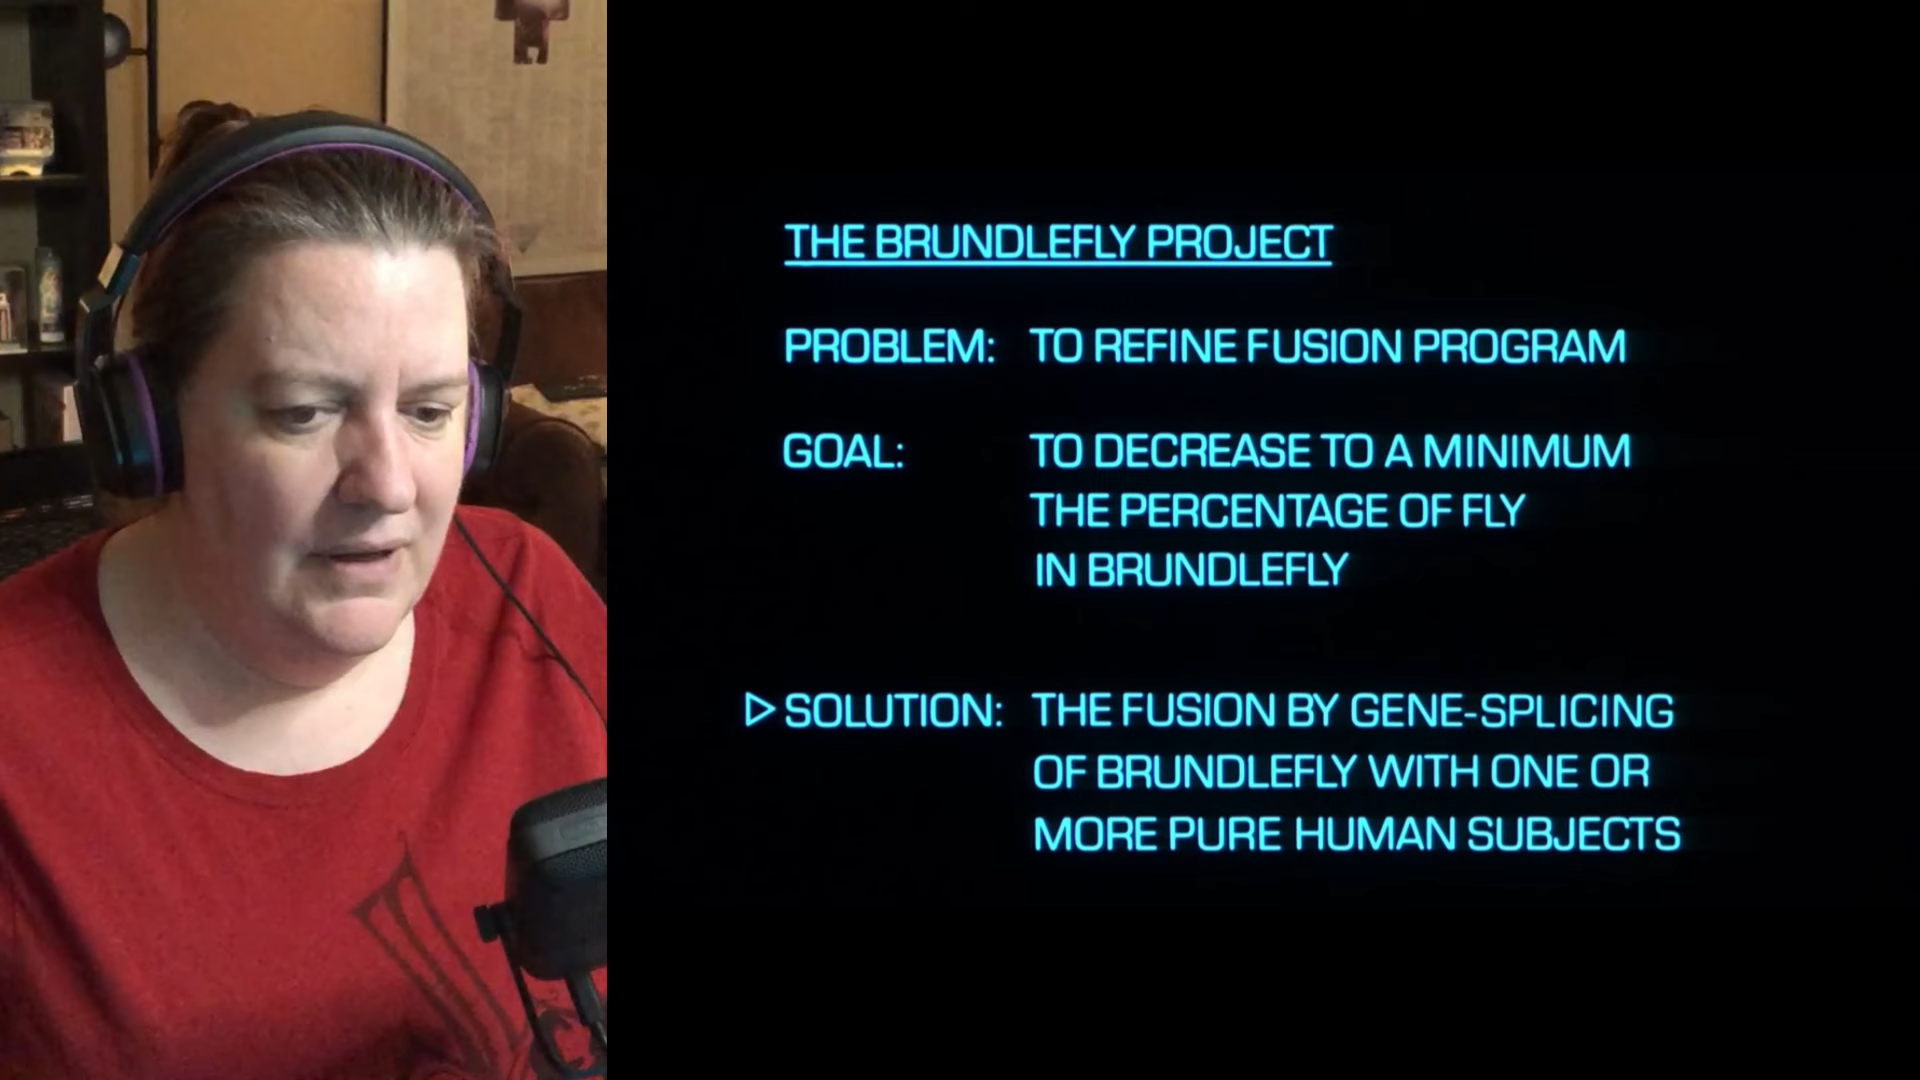 THE BRUNDLEFLY PROJECT
PROBLEM: TO REFINE FUSION PROGRAM
GOAL: TO DECREASE TO A MINIMUM
THE PERCENTAGE OF FLY
IN BRUNDLEFLY
SOLUTION: THE FUSION BY GENE-SPLICING
OF BRUNDLEFLY WITH ONE OR
MORE PURE HUMAN SUBJECTS